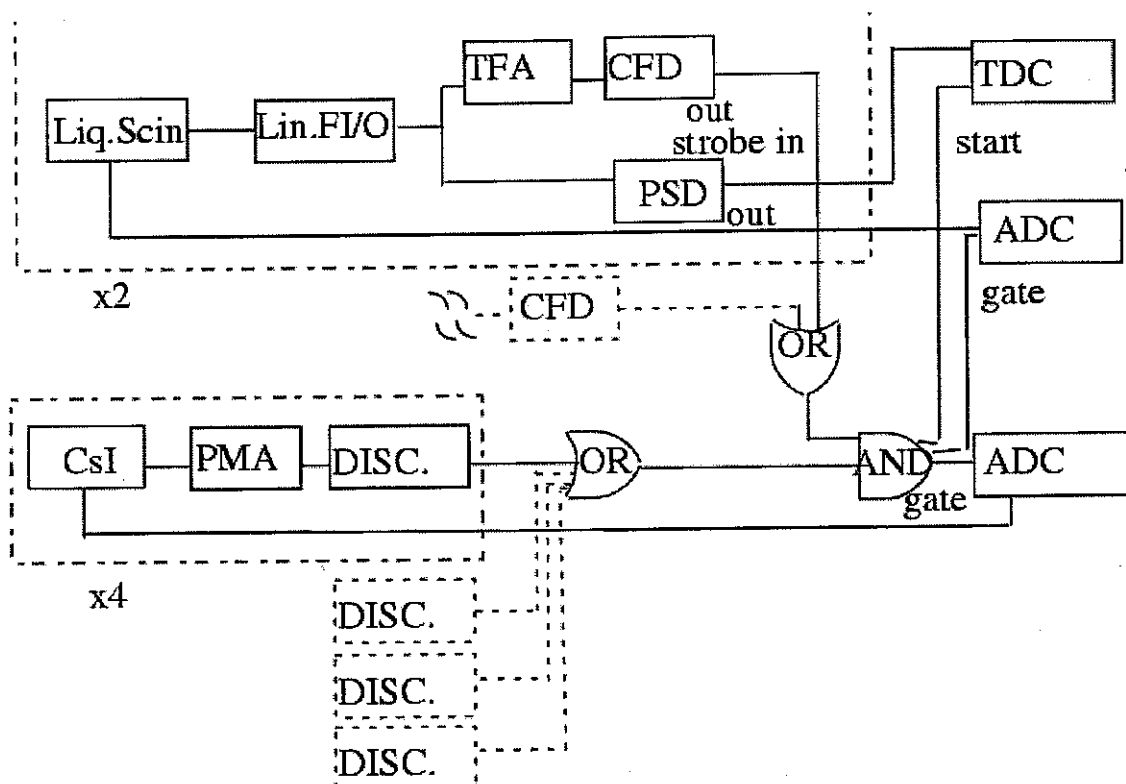 TFA
CFD
TDC
Liq.Scin
Lin.FI/O
out
strobe in
start
PSD
out
ADC
gate
x2
CFD
OR
CsI
PMA
DISC.
OR
AND
ADC
gate
x4
DISC.
DISC.
DISC.